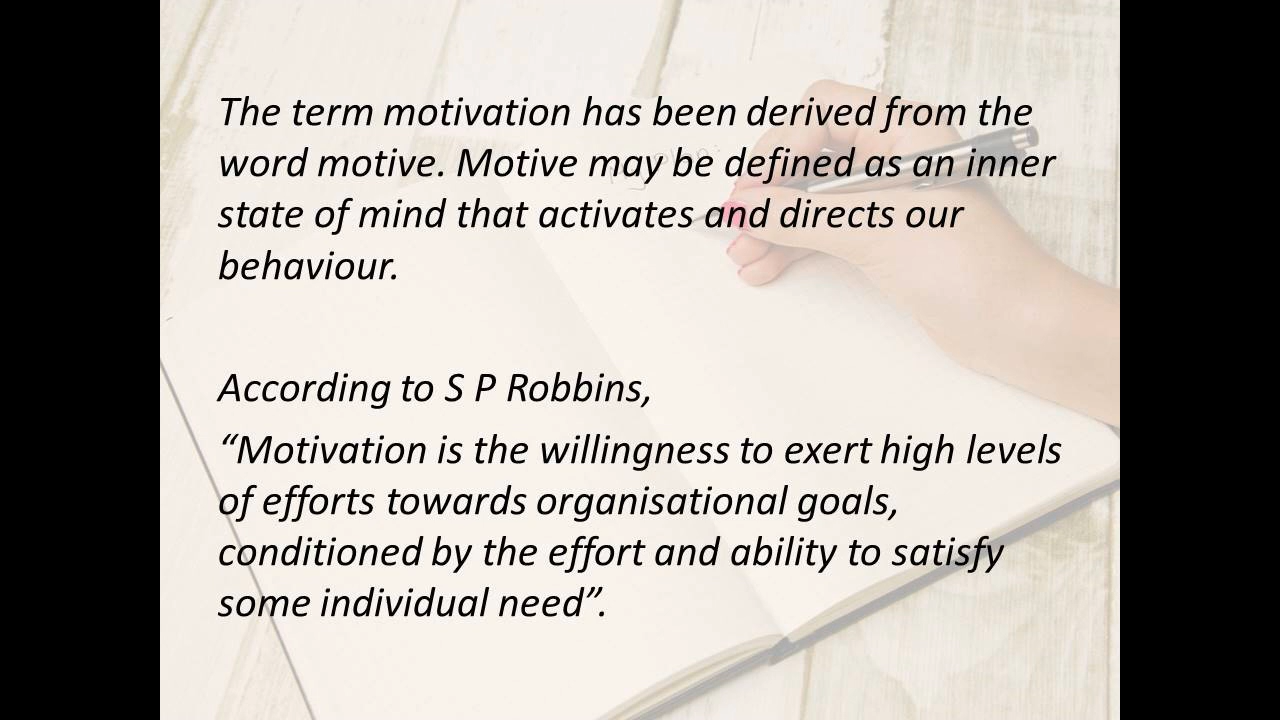 The term motivation has been derived from the
word motive. Motive may be defined as an inner
state of mind that activates and directs our
behaviour.
According to S P Robbins,
“Motivation is the willingness to exert high levels
of efforts towards organisational goals,
conditioned by the effort and ability to satisfy
some individual need”.